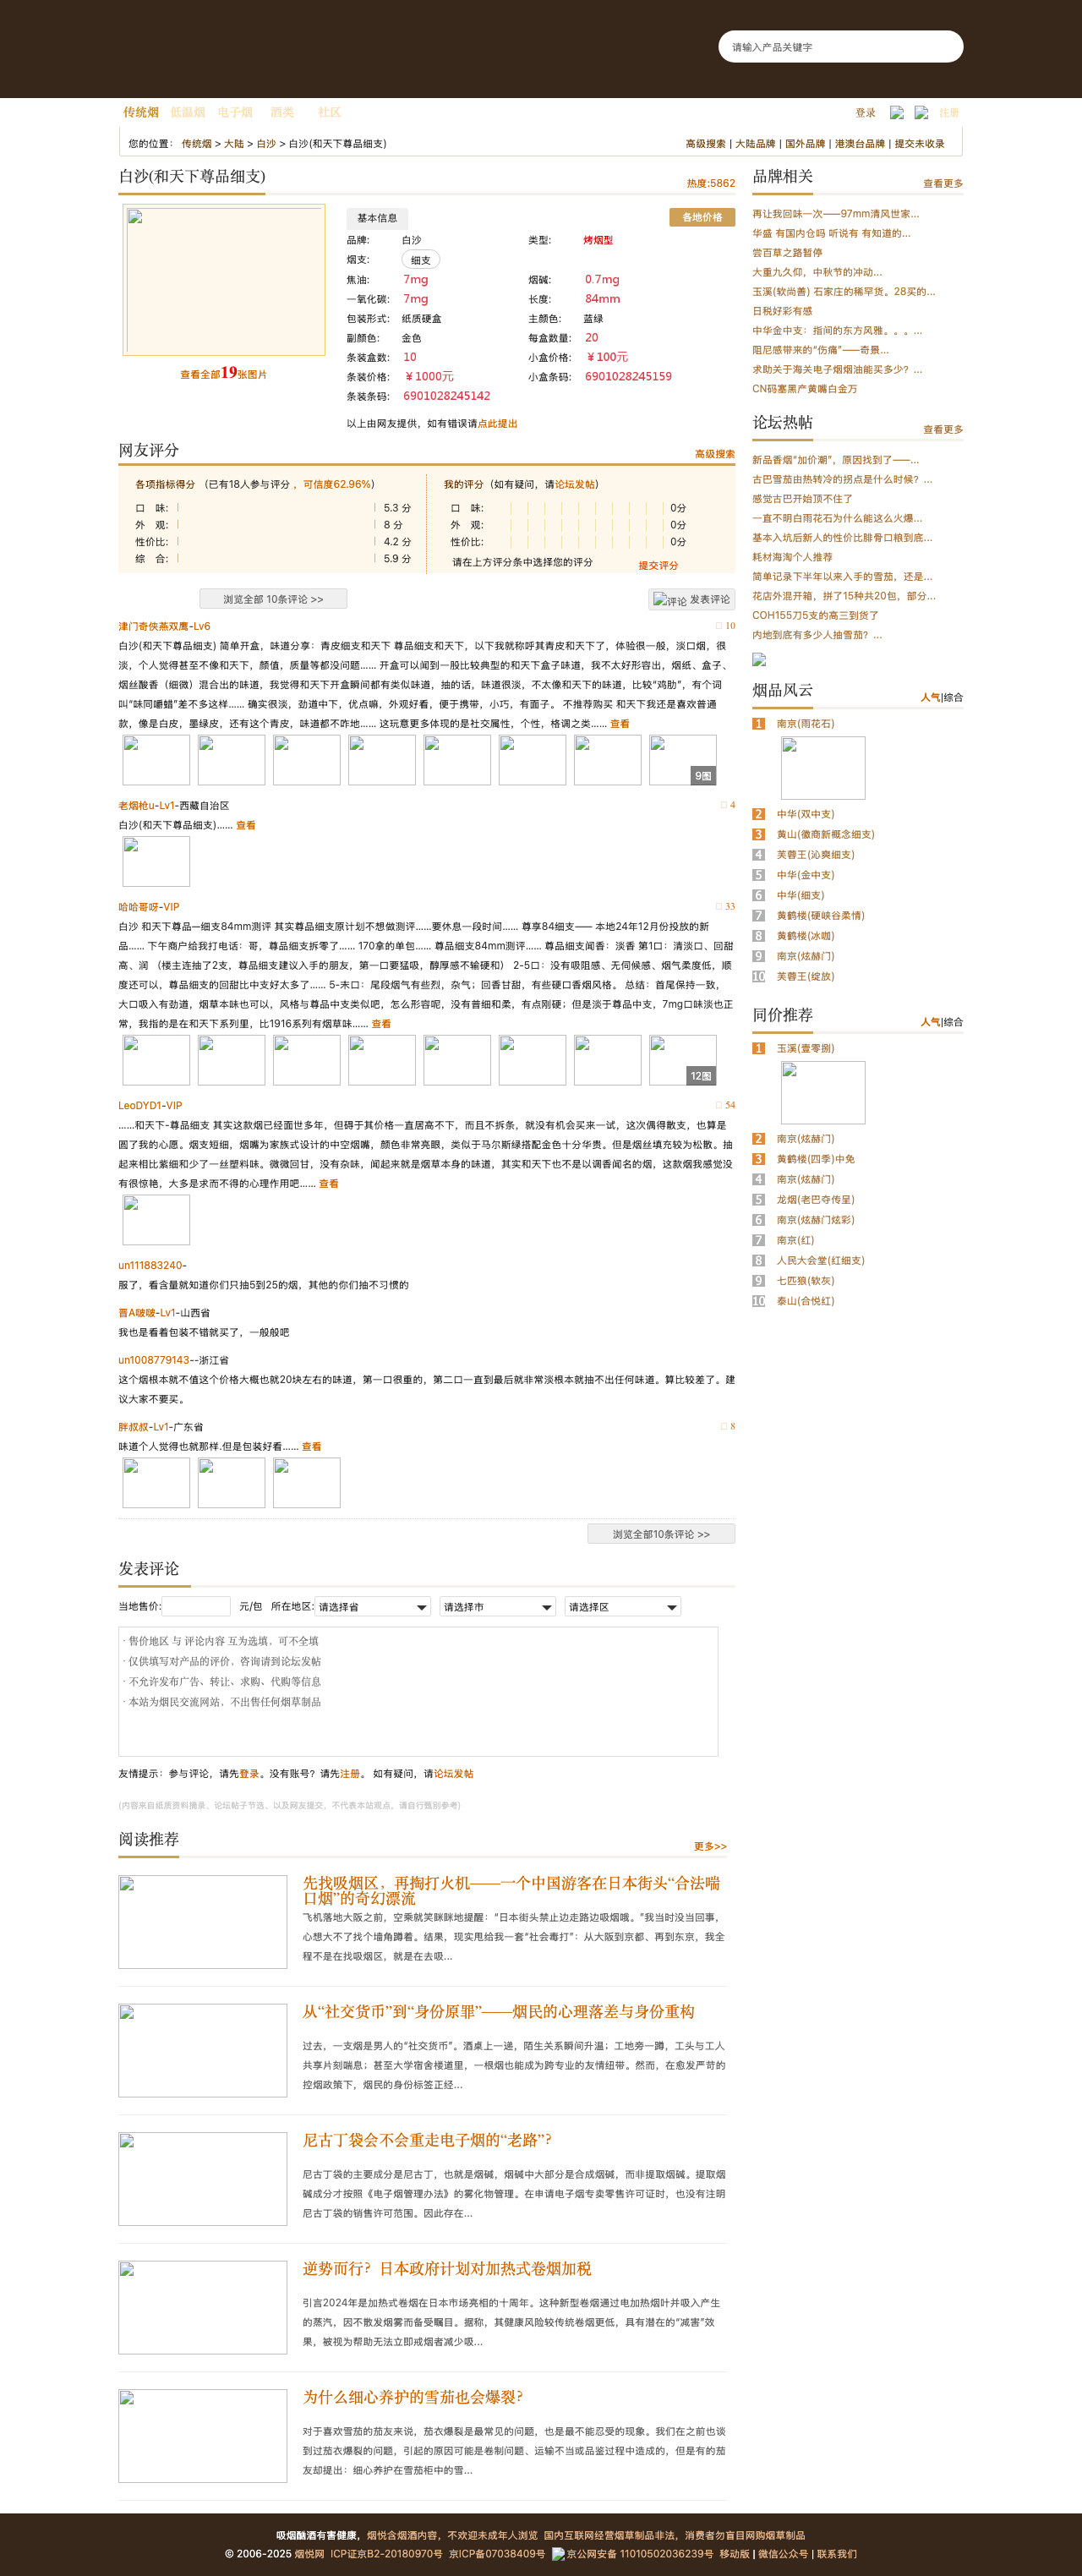 请输入产品关键字
传统烟 低温烟 电子烟 酒类 社区
登录 注册
您的位置： 传统烟 > 大陆 > 白沙 > 白沙(和天下尊品细支)
高级搜索 | 大陆品牌 | 国外品牌 | 港澳台品牌 | 提交未收录
白沙(和天下尊品细支)
热度:5862
查看全部19张图片
基本信息
各地价格
品牌: 白沙 类型: 烤烟型
烟支: 细支
焦油: 7mg 烟碱: 0.7mg
一氧化碳: 7mg 长度: 84mm
包装形式: 纸质硬盒 主颜色: 蓝绿
副颜色: 金色 每盒数量: 20
条装盒数: 10 小盒价格: ￥100元
条装价格: ￥1000元 小盒条码: 6901028245159
条装条码: 6901028245142
以上由网友提供，如有错误请点此提出
网友评分
高级搜索
各项指标得分 （已有18人参与评分 ，可信度62.96%）
口 味: 5.3 分
外 观: 8 分
性价比: 4.2 分
综 合: 5.9 分
我的评分（如有疑问，请论坛发帖）
口 味: 0分
外 观: 0分
性价比: 0分
请在上方评分条中选择您的评分
提交评分
浏览全部 10条评论 >>
评论 发表评论
津门奇侠燕双鹰-Lv6
10
白沙(和天下尊品细支) 简单开盒，味道分享：青皮细支和天下 尊品细支和天下，以下我就称呼其青皮和天下了，体验很一般，淡口烟，很
淡，个人觉得甚至不像和天下，颜值，质量等都没问题…… 开盒可以闻到一股比较典型的和天下盒子味道，我不太好形容出，烟纸、盒子、
烟丝酸香（细微）混合出的味道，我觉得和天下开盒瞬间都有类似味道，抽的话，味道很淡，不太像和天下的味道，比较“鸡肋”，有个词
叫“味同嚼蜡”差不多这样…… 确实很淡，劲道中下，优点嘛，外观好看，便于携带，小巧，有面子。 不推荐购买 和天下我还是喜欢普通
款，像是白皮，墨绿皮，还有这个青皮，味道都不咋地…… 这玩意更多体现的是社交属性，个性，格调之类…… 查看
9图
老烟枪u-Lv1-西藏自治区
4
白沙(和天下尊品细支)…… 查看
哈哈哥呀-VIP
33
白沙 和天下尊品—细支84mm测评 其实尊品细支原计划不想做测评……要休息一段时间…… 尊享84细支—— 本地24年12月份投放的新
品…… 下午商户给我打电话：哥，尊品细支拆零了…… 170拿的单包…… 尊品细支84mm测评…… 尊品细支闻香：淡香 第1口：清淡口、回甜
高、润 （楼主连抽了2支，尊品细支建议入手的朋友，第一口要猛吸，醇厚感不输硬和） 2-5口：没有吸阻感、无伺候感、烟气柔度低，顺
度还可以，尊品细支的回甜比中支好太多了…… 5-末口：尾段烟气有些烈，杂气；回香甘甜，有些硬口香烟风格。 总结：首尾保持一致，
大口吸入有劲道，烟草本味也可以，风格与尊品中支类似吧，怎么形容呢，没有普细和柔，有点刚硬；但是淡于尊品中支，7mg口味淡也正
常，我指的是在和天下系列里，比1916系列有烟草味…… 查看
12图
LeoDYD1-VIP
54
……和天下-尊品细支 其实这款烟已经面世多年，但碍于其价格一直居高不下，而且不拆条，就没有机会买来一试，这次偶得散支，也算是
圆了我的心愿。烟支短细，烟嘴为家族式设计的中空烟嘴，颜色非常亮眼，类似于马尔斯绿搭配金色十分华贵。但是烟丝填充较为松散。抽
起来相比紫细和少了一丝塑料味。微微回甘，没有杂味，闻起来就是烟草本身的味道，其实和天下也不是以调香闻名的烟，这款烟我感觉没
有很惊艳，大多是求而不得的心理作用吧…… 查看
un111883240-
服了，看含量就知道你们只抽5到25的烟，其他的你们抽不习惯的
晋A啵啵-Lv1-山西省
我也是看着包装不错就买了，一般般吧
un1008779143--浙江省
这个烟根本就不值这个价格大概也就20块左右的味道，第一口很重的，第二口一直到最后就非常淡根本就抽不出任何味道。算比较差了。建
议大家不要买。
胖叔叔-Lv1-广东省
8
味道个人觉得也就那样.但是包装好看…… 查看
浏览全部10条评论 >>
发表评论
当地售价: 元/包 所在地区: 请选择省 请选择市 请选择区
· 售价地区 与 评论内容 互为选填，可不全填
· 仅供填写对产品的评价，咨询请到论坛发帖
· 不允许发布广告、转让、求购、代购等信息
· 本站为烟民交流网站，不出售任何烟草制品
友情提示：参与评论，请先登录。没有账号？请先注册。 如有疑问，请论坛发帖
(内容来自纸质资料摘录、论坛帖子节选、以及网友提交，不代表本站观点，请自行甄别参考)
阅读推荐
更多>>
先找吸烟区，再掏打火机——一个中国游客在日本街头“合法喘
口烟”的奇幻漂流
飞机落地大阪之前，空乘就笑眯眯地提醒：“日本街头禁止边走路边吸烟哦。”我当时没当回事，
心想大不了找个墙角蹲着。结果，现实甩给我一套“社会毒打”：从大阪到京都、再到东京，我全
程不是在找吸烟区，就是在去吸...
从“社交货币”到“身份原罪”——烟民的心理落差与身份重构
过去，一支烟是男人的“社交货币”。酒桌上一递，陌生关系瞬间升温；工地旁一蹲，工头与工人
共享片刻喘息；甚至大学宿舍楼道里，一根烟也能成为跨专业的友情纽带。然而，在愈发严苛的
控烟政策下，烟民的身份标签正经...
尼古丁袋会不会重走电子烟的“老路”？
尼古丁袋的主要成分是尼古丁，也就是烟碱，烟碱中大部分是合成烟碱，而非提取烟碱。提取烟
碱成分才按照《电子烟管理办法》的雾化物管理。在申请电子烟专卖零售许可证时，也没有注明
尼古丁袋的销售许可范围。因此存在...
逆势而行？日本政府计划对加热式卷烟加税
引言2024年是加热式卷烟在日本市场亮相的十周年。这种新型卷烟通过电加热烟叶并吸入产生
的蒸汽，因不散发烟雾而备受瞩目。据称，其健康风险较传统卷烟更低，具有潜在的“减害”效
果，被视为帮助无法立即戒烟者减少吸...
为什么细心养护的雪茄也会爆裂？
对于喜欢雪茄的茄友来说，茄衣爆裂是最常见的问题，也是最不能忍受的现象。我们在之前也谈
到过茄衣爆裂的问题，引起的原因可能是卷制问题、运输不当或品鉴过程中造成的，但是有的茄
友却提出：细心养护在雪茄柜中的雪...
品牌相关
查看更多
再让我回味一次——97mm清风世家...
华盛 有国内仓吗 听说有 有知道的...
尝百草之路暂停
大重九久仰，中秋节的冲动...
玉溪(软尚善) 石家庄的稀罕货。28买的...
日税好彩有感
中华金中支：指间的东方风雅。。。...
阻尼感带来的“伤痛”——奇景...
求助关于海关电子烟烟油能买多少？...
CN码塞黑产黄嘴白金万
论坛热帖
查看更多
新品香烟“加价潮”，原因找到了——...
古巴雪茄由热转冷的拐点是什么时候？...
感觉古巴开始顶不住了
一直不明白雨花石为什么能这么火爆...
基本入坑后新人的性价比腓骨口粮到底...
耗材海淘个人推荐
简单记录下半年以来入手的雪茄，还是...
花店外混开箱，拼了15种共20包，部分...
COH155刀5支的高三到货了
内地到底有多少人抽雪茄？...
烟品风云
人气|综合
1 南京(雨花石)
2 中华(双中支)
3 黄山(徽商新概念细支)
4 芙蓉王(沁爽细支)
5 中华(金中支)
6 中华(细支)
7 黄鹤楼(硬峡谷柔情)
8 黄鹤楼(冰咖)
9 南京(炫赫门)
10 芙蓉王(绽放)
同价推荐
人气|综合
1 玉溪(壹零捌)
2 南京(炫赫门)
3 黄鹤楼(四季)中免
4 南京(炫赫门)
5 龙烟(老巴夺传呈)
6 南京(炫赫门炫彩)
7 南京(红)
8 人民大会堂(红细支)
9 七匹狼(软灰)
10 泰山(合悦红)
吸烟酗酒有害健康，烟悦含烟酒内容，不欢迎未成年人浏览 国内互联网经营烟草制品非法，消费者勿盲目网购烟草制品
© 2006-2025 烟悦网 ICP证京B2-20180970号 京ICP备07038409号 京公网安备 11010502036239号 移动版 | 微信公众号 | 联系我们